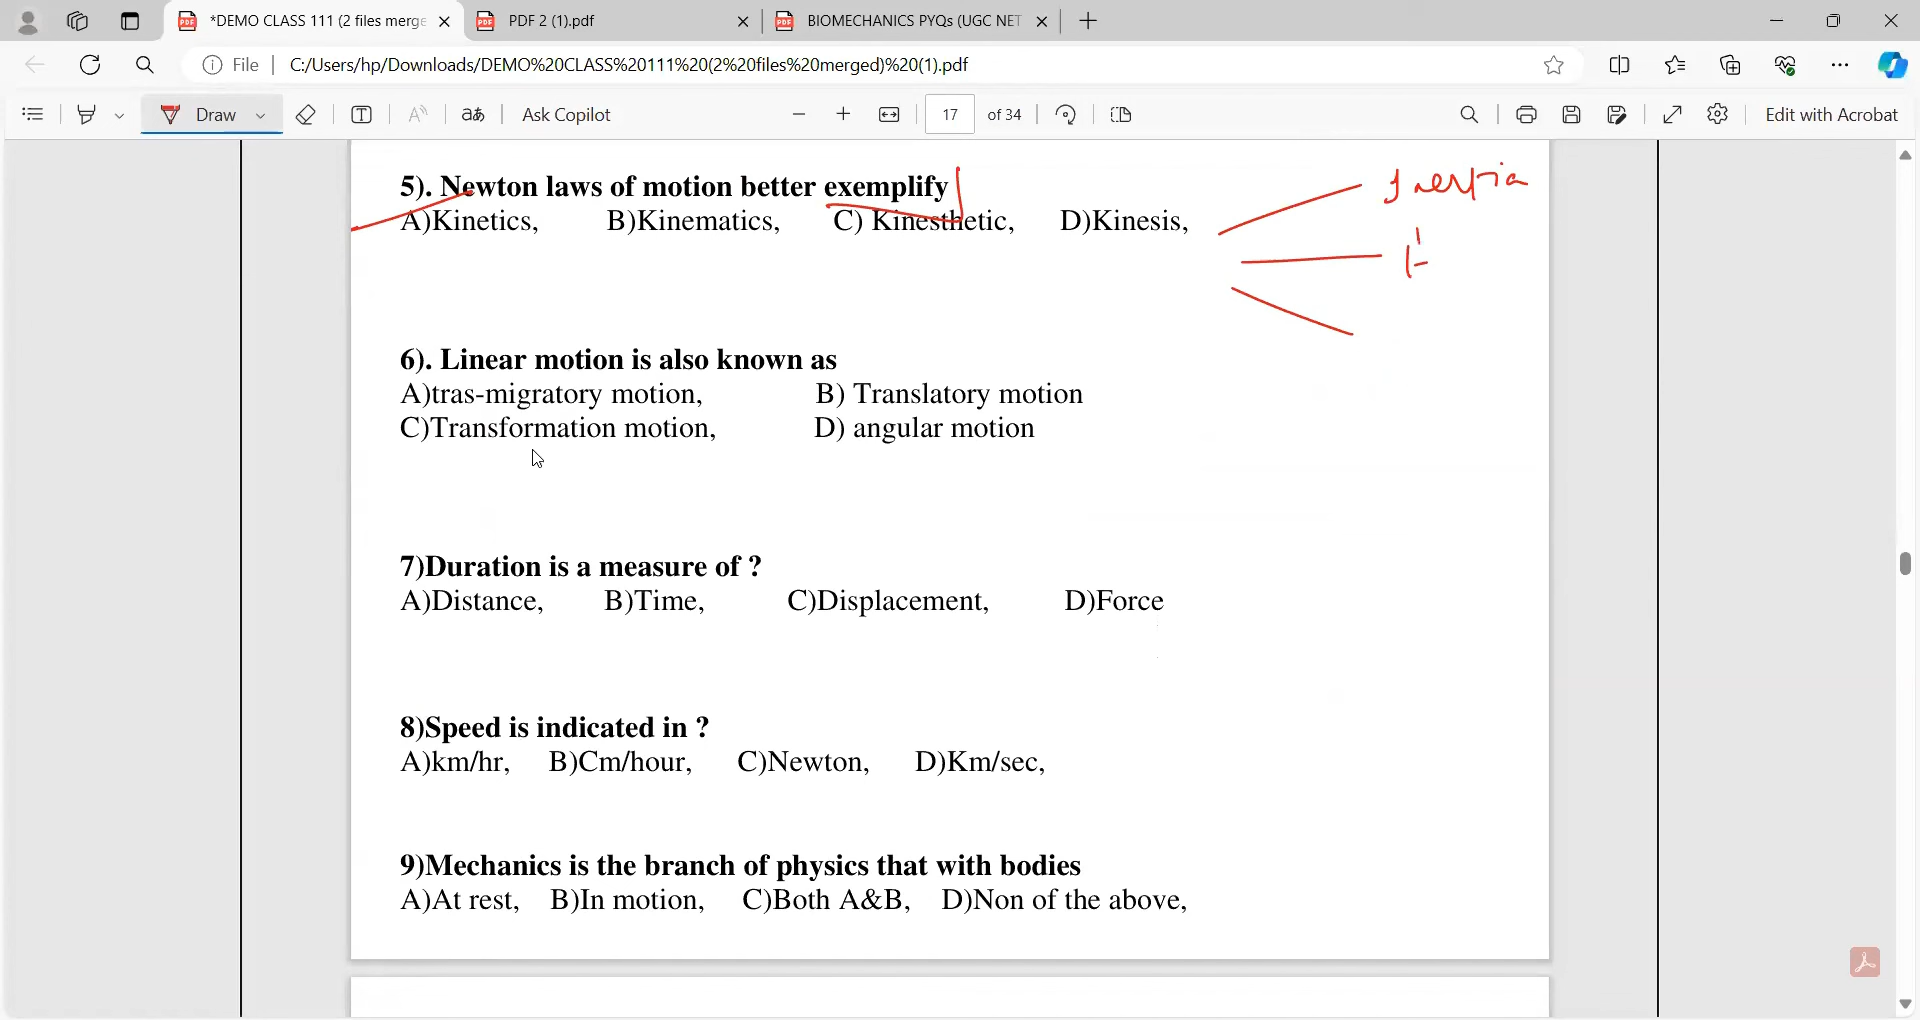 *DEMO CLASS 111 (2 files merge
PDF 2 (1).pdf
BIOMECHANICS PYQs (UGC NET
File
C:/Users/hp/Downloads/DEMO%20CLASS%20111%20(2%20files%20merged)%20(1).pdf
Draw
aあ
Ask Copilot
17 of 34
Edit with Acrobat
5). Newton laws of motion better exemplify
A)Kinetics, B)Kinematics, C) Kinesthetic, D)Kinesis,
Inertia
6). Linear motion is also known as
A)tras-migratory motion, B) Translatory motion
C)Transformation motion, D) angular motion
7)Duration is a measure of ?
A)Distance, B)Time, C)Displacement, D)Force
8)Speed is indicated in ?
A)km/hr, B)Cm/hour, C)Newton, D)Km/sec,
9)Mechanics is the branch of physics that with bodies
A)At rest, B)In motion, C)Both A&B, D)Non of the above,